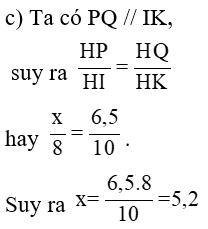 c) Ta có PQ // IK,
suy ra HP/HI = HQ/HK
hay x/8 = 6,5/10 .
Suy ra x= 6,5.8/10 =5,2